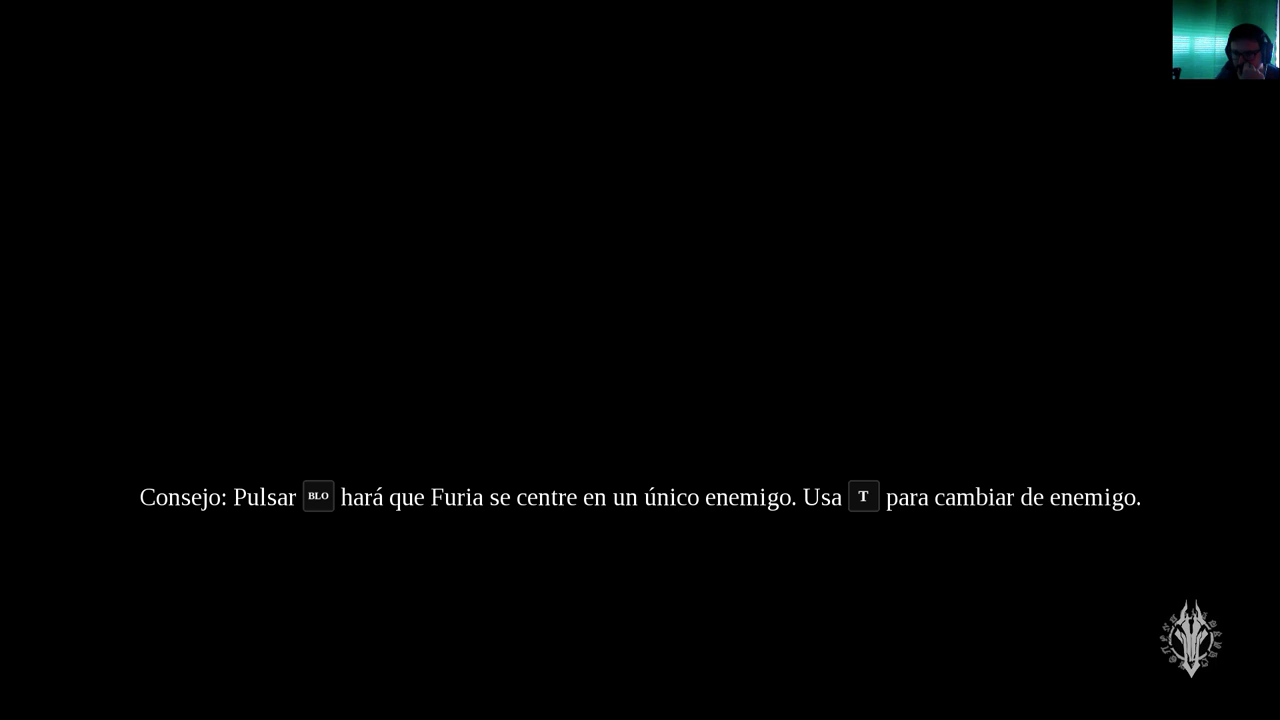 Consejo: Pulsar BLO hará que Furia se centre en un único enemigo. Usa T para cambiar de enemigo.